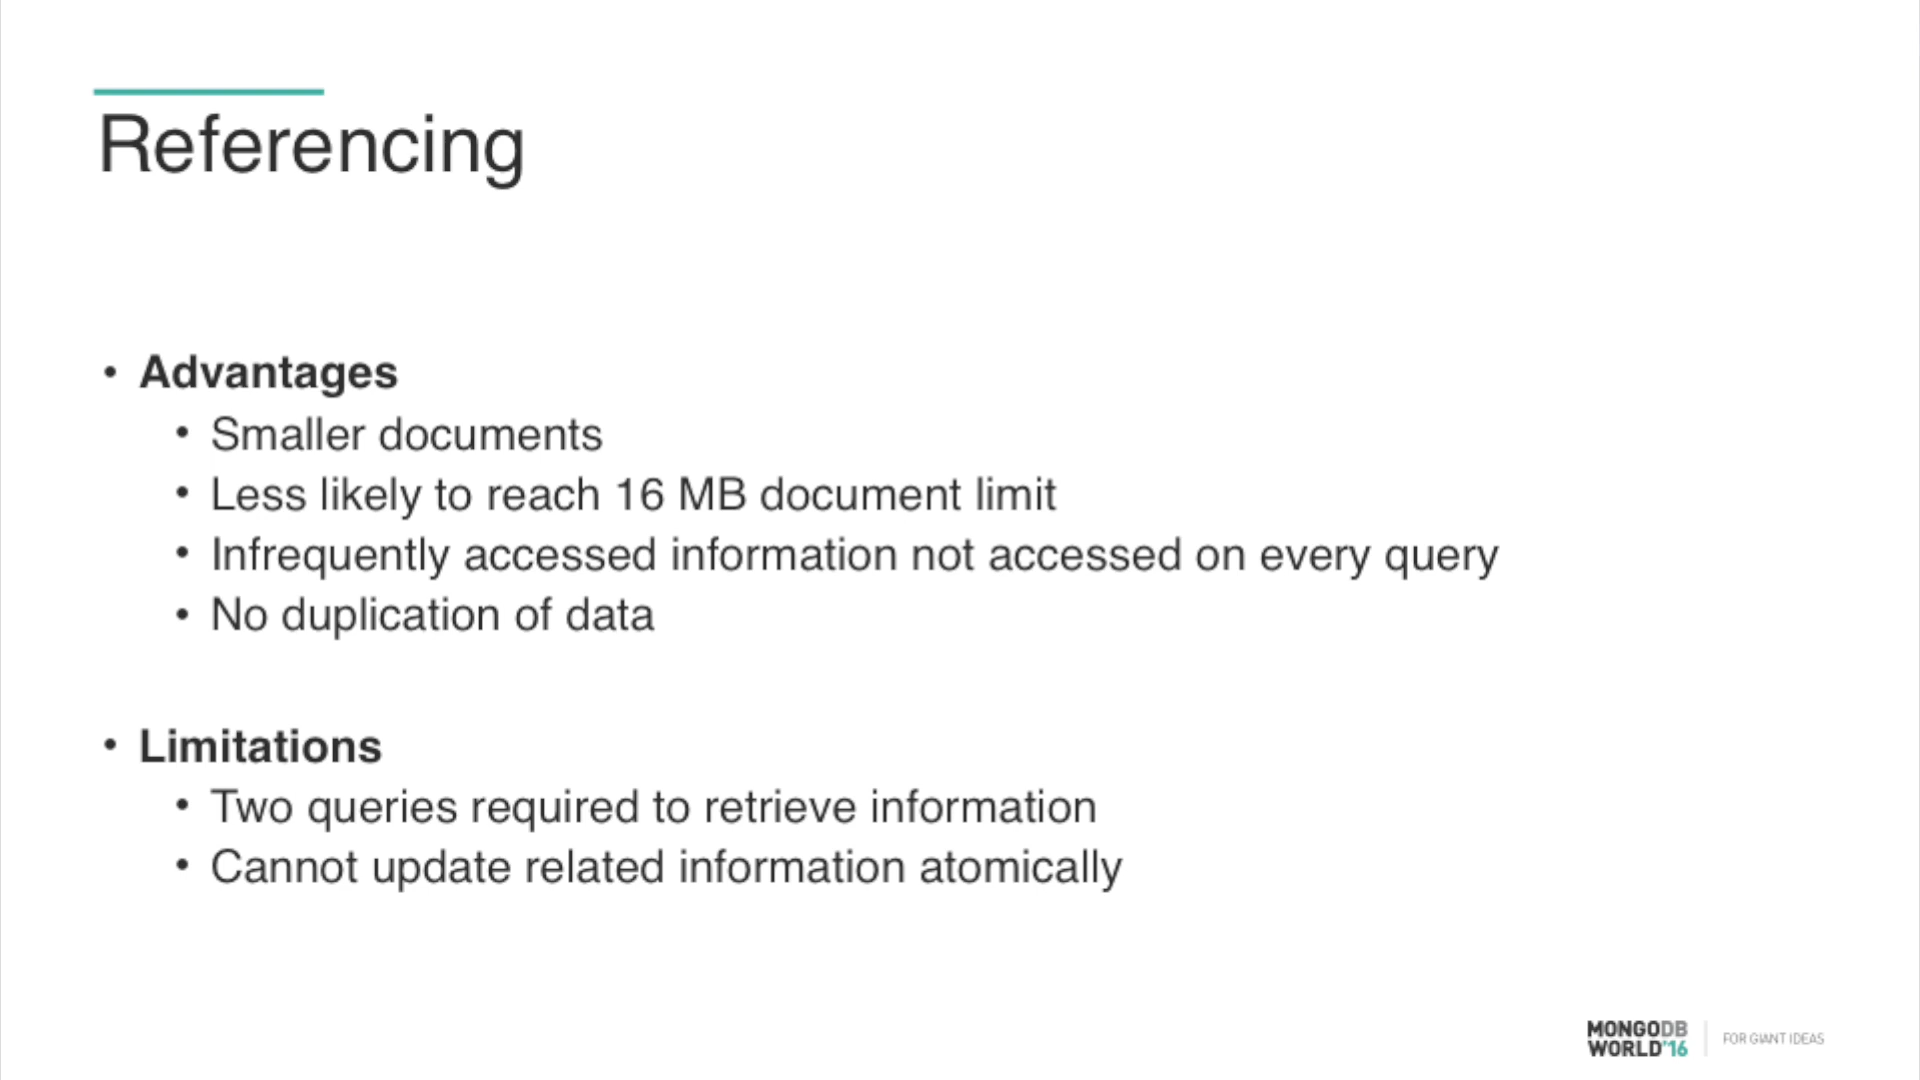 Referencing
• Advantages
• Smaller documents
• Less likely to reach 16 MB document limit
• Infrequently accessed information not accessed on every query
• No duplication of data
• Limitations
• Two queries required to retrieve information
• Cannot update related information atomically
MONGODB
WORLD'16
FOR GIANT IDEAS